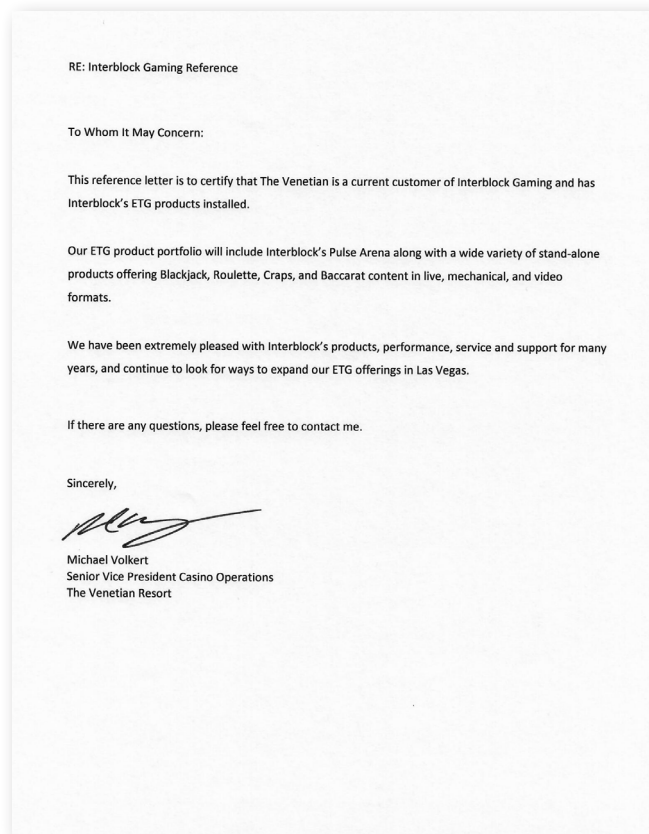 RE: Interblock Gaming Reference
To Whom It May Concern:
This reference letter is to certify that The Venetian is a current customer of Interblock Gaming and has
Interblock's ETG products installed.
Our ETG product portfolio will include Interblock's Pulse Arena along with a wide variety of stand-alone
products offering Blackjack, Roulette, Craps, and Baccarat content in live, mechanical, and video
formats.
We have been extremely pleased with Interblock's products, performance, service and support for many
years, and continue to look for ways to expand our ETG offerings in Las Vegas.
If there are any questions, please feel free to contact me.
Sincerely,
Michael Volkert
Senior Vice President Casino Operations
The Venetian Resort